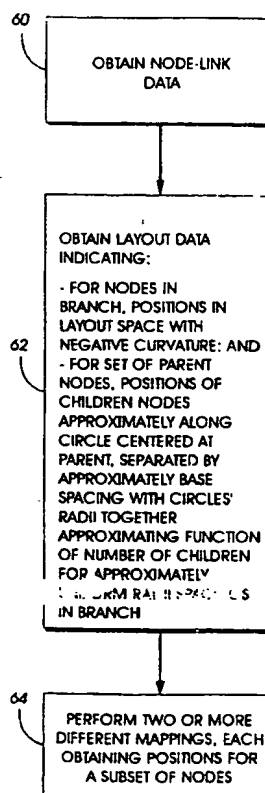 60
OBTAIN NODE-LINK
DATA
62
OBTAIN LAYOUT DATA
INDICATING:
- FOR NODES IN
BRANCH, POSITIONS IN
LAYOUT SPACE WITH
NEGATIVE CURVATURE; AND
- FOR SET OF PARENT
NODES, POSITIONS OF
CHILDREN NODES
APPROXIMATELY ALONG
CIRCLE CENTERED AT
PARENT, SEPARATED BY
APPROXIMATELY BASE
SPACING WITH CIRCLES'
RADII TOGETHER
APPROXIMATING FUNCTION
OF NUMBER OF CHILDREN
FOR APPROXIMATELY
RADII
IN BRANCH
64
PERFORM TWO OR MORE
DIFFERENT MAPPINGS, EACH
OBTAINING POSITIONS FOR
A SUBSET OF NODES